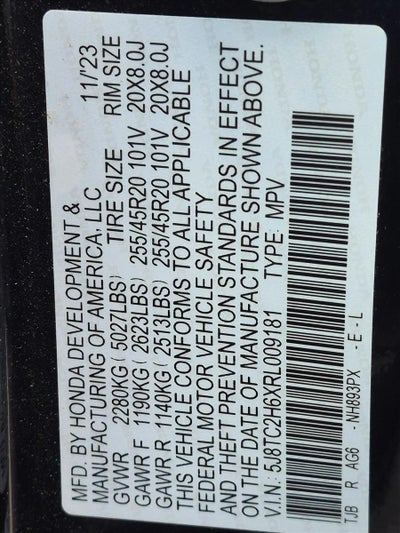 MFD. BY HONDA DEVELOPMENT &
MANUFACTURING OF AMERICA, LLC 11/'23
GVWR 2280KG ( 5027LBS) TIRE SIZE RIM SIZE
GAWR F 1190KG ( 2623LBS) 255/45R20 101V 20X8.0J
GAWR R 1140KG ( 2513LBS) 255/45R20 101V 20X8.0J
THIS VEHICLE CONFORMS TO ALL APPLICABLE
FEDERAL MOTOR VEHICLE SAFETY
AND THEFT PREVENTION STANDARDS IN EFFECT
ON THE DATE OF MANUFACTURE SHOWN ABOVE.
V.I.N: 5J8TC2H6XRL009181 TYPE: MPV
TJB R AG6 - NH893PX - E - L